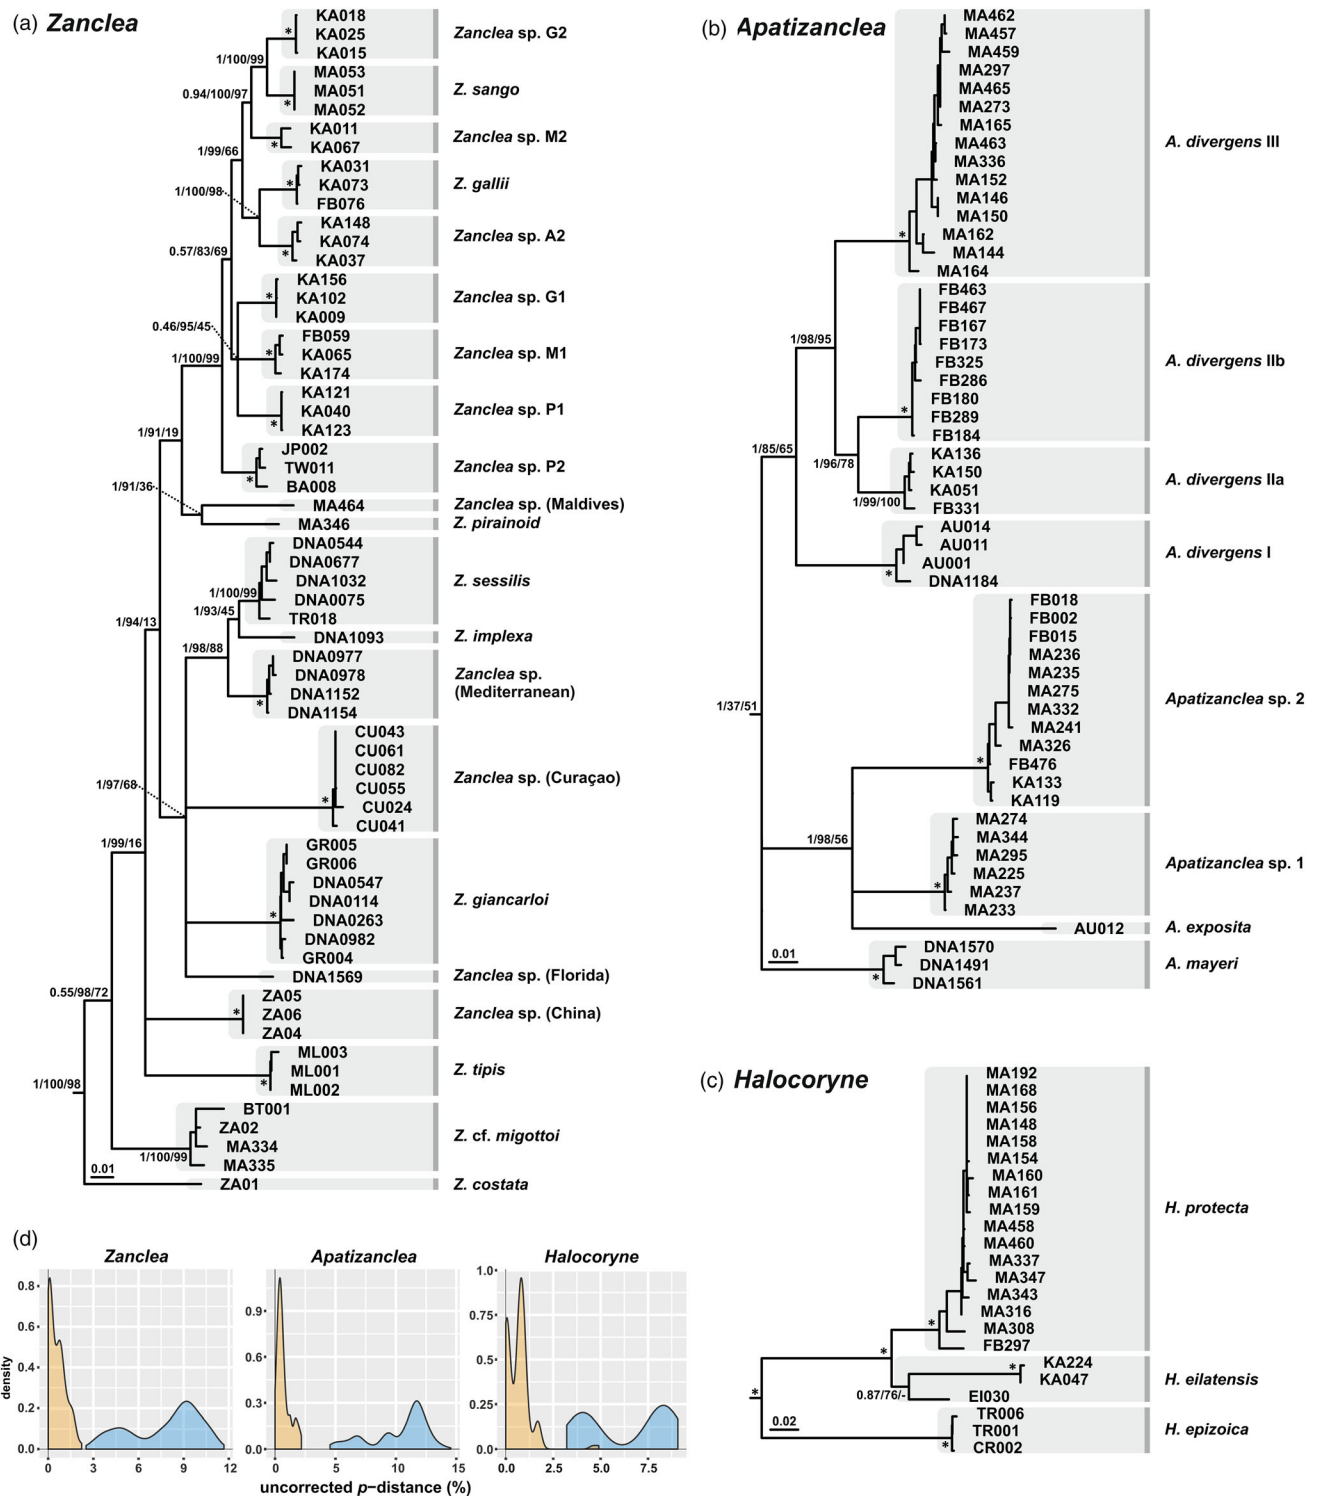 (a) Zanclea
KA018
KA025
KA015
Zanclea sp. G2
*
1/100/99
MA053
MA051
MA052
Z. sango
*
0.94/100/97
KA011
KA067
Zanclea sp. M2
*
1/99/66
KA031
KA073
FB076
Z. gallii
*
1/100/98
KA148
KA074
KA037
Zanclea sp. A2
*
0.57/83/69
KA156
KA102
KA009
Zanclea sp. G1
*
0.46/95/45
FB059
KA065
KA174
Zanclea sp. M1
*
1/100/99
KA121
KA040
KA123
Zanclea sp. P1
*
1/91/19
JP002
TW011
BA008
Zanclea sp. P2
*
1/91/36
MA464
Zanclea sp. (Maldives)
MA346
Z. pirainoid
DNA0544
DNA0677
DNA1032
DNA0075
TR018
Z. sessilis
1/100/99
1/93/45
1/94/13
DNA1093
Z. implexa
1/98/88
DNA0977
DNA0978
DNA1152
DNA1154
Zanclea sp.
(Mediterranean)
*
CU043
CU061
CU082
CU055
CU024
CU041
Zanclea sp. (Curaçao)
*
1/97/68
1/99/16
GR005
GR006
DNA0547
DNA0114
DNA0263
DNA0982
GR004
Z. giancarloi
*
DNA1569
Zanclea sp. (Florida)
0.55/98/72
ZA05
ZA06
ZA04
Zanclea sp. (China)
*
ML003
ML001
ML002
Z. tipis
*
1/100/98
BT001
ZA02
MA334
MA335
Z. cf. migottoi
1/100/99
0.01
ZA01
Z. costata
(b) Apatizanclea
MA462
MA457
MA459
MA297
MA465
MA273
MA165
MA463
MA336
MA152
MA146
MA150
MA162
MA144
MA164
A. divergens III
*
FB463
FB467
FB167
FB173
FB325
FB286
FB180
FB289
FB184
A. divergens IIb
*
1/98/95
1/85/65
1/96/78
KA136
KA150
KA051
FB331
A. divergens IIa
1/99/100
AU014
AU011
AU001
DNA1184
A. divergens I
*
FB018
FB002
FB015
MA236
MA235
MA275
MA332
MA241
MA326
FB476
KA133
KA119
Apatizanclea sp. 2
*
1/37/51
1/98/56
MA274
MA344
MA295
MA225
MA237
MA233
Apatizanclea sp. 1
*
AU012
A. exposita
0.01
DNA1570
DNA1491
DNA1561
A. mayeri
*
(c) Halocoryne
MA192
MA168
MA156
MA148
MA158
MA154
MA160
MA161
MA159
MA458
MA460
MA337
MA347
MA343
MA316
MA308
FB297
H. protecta
*
*
KA224
KA047
EI030
H. eilatensis
*
0.87/76/-
*
0.02
TR006
TR001
CR002
H. epizoica
*
(d)
Zanclea
Apatizanclea
Halocoryne
density
0.8
0.6
0.4
0.2
0.0
0 3 6 9 12
0.9
0.6
0.3
0.0
0 5 10 15
1.0
0.75
0.5
0.25
0.00
0.0 2.5 5.0 7.5
uncorrected p−distance (%)